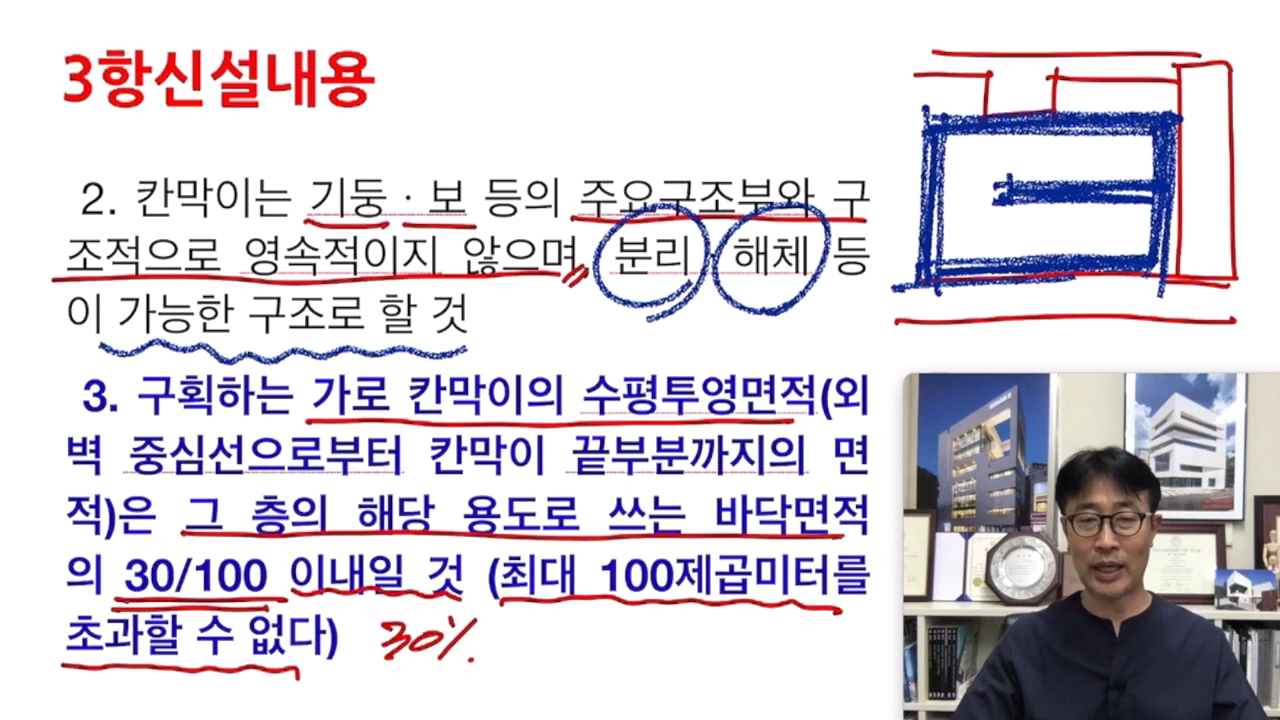 3항신설내용
2. 칸막이는 기둥 · 보 등의 주요구조부와 구
조적으로 영속적이지 않으며, 분리, 해체 등
이 가능한 구조로 할 것
3. 구획하는 가로 칸막이의 수평투영면적(외
벽 중심선으로부터 칸막이 끝부분까지의 면
적)은 그 층의 해당 용도로 쓰는 바닥면적
의 30/100 이내일 것 (최대 100제곱미터를
초과할 수 없다) 30%